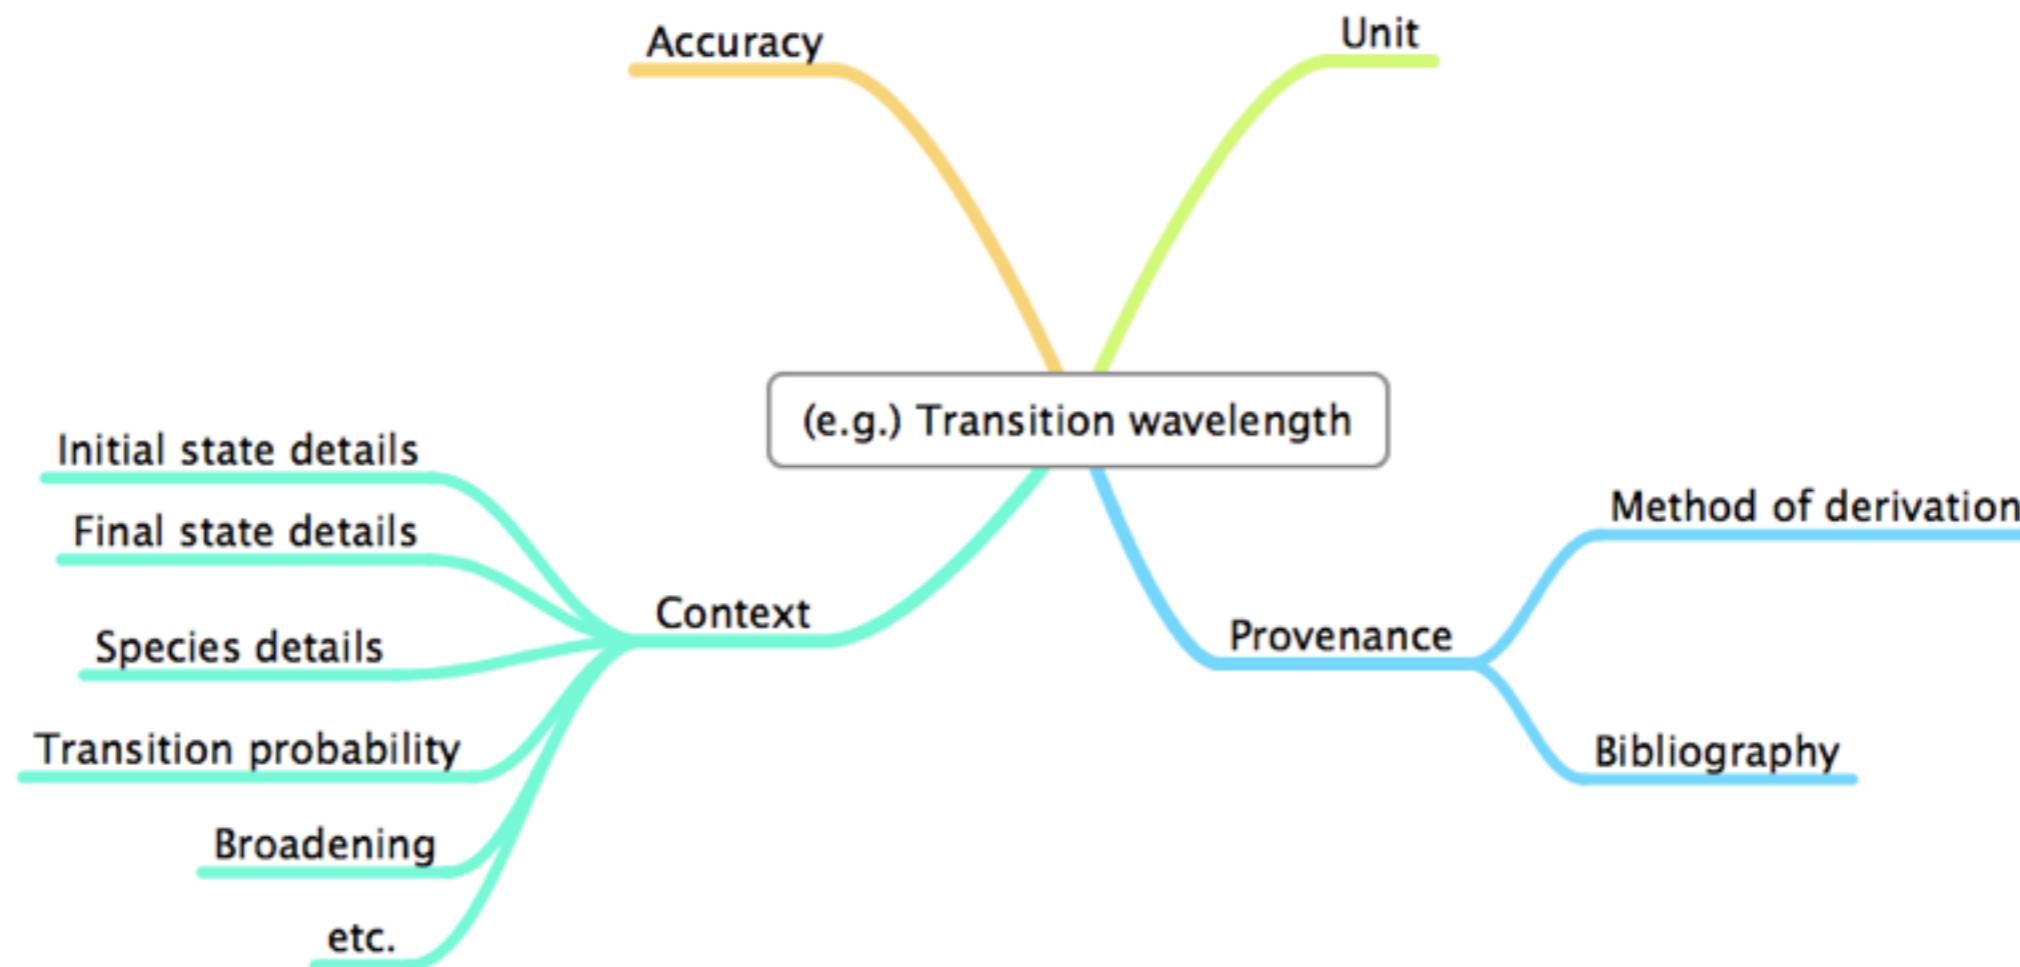 Accuracy
Unit
(e.g.) Transition wavelength
Initial state details
Final state details
Species details
Transition probability
Broadening
etc.
Context
Provenance
Method of derivation
Bibliography